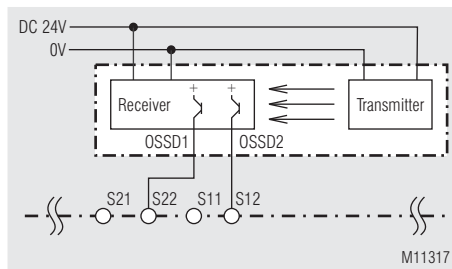 DC 24V
0V
+ +
Receiver
Transmitter
OSSD1 OSSD2
S21 S22 S11 S12
M11317